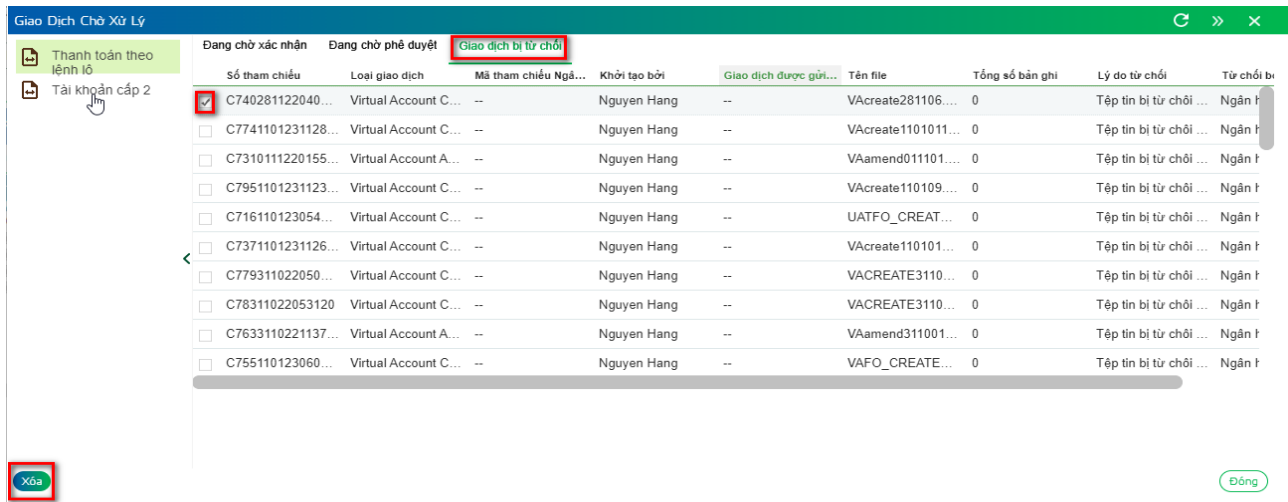 Giao Dịch Chờ Xử Lý
Thanh toán theo lệnh lô
Tài khoản cấp 2
Đang chờ xác nhận Đang chờ phê duyệt Giao dịch bị từ chối
Số tham chiếu Loại giao dịch Mã tham chiếu Ngâ... Khởi tạo bởi Giao dịch được gửi... Tên file Tổng số bản ghi Lý do từ chối Từ chối bở
C740281122040... Virtual Account C... -- Nguyen Hang -- VAcreate281106.... 0 Tệp tin bị từ chối ... Ngân h
C7741101231128... Virtual Account C... -- Nguyen Hang -- VAcreate1101011... 0 Tệp tin bị từ chối ... Ngân h
C7310111220155... Virtual Account A... -- Nguyen Hang -- VAamend011101.... 0 Tệp tin bị từ chối ... Ngân h
C7951101231123... Virtual Account C... -- Nguyen Hang -- VAcreate110109.... 0 Tệp tin bị từ chối ... Ngân h
C716110123054... Virtual Account C... -- Nguyen Hang -- UATFO_CREAT... 0 Tệp tin bị từ chối ... Ngân h
C7371101231126... Virtual Account C... -- Nguyen Hang -- VAcreate110101... 0 Tệp tin bị từ chối ... Ngân h
C779311022050... Virtual Account C... -- Nguyen Hang -- VACREATE3110... 0 Tệp tin bị từ chối ... Ngân h
C78311022053120 Virtual Account C... -- Nguyen Hang -- VACREATE3110... 0 Tệp tin bị từ chối ... Ngân h
C7633110221137... Virtual Account A... -- Nguyen Hang -- VAamend311001... 0 Tệp tin bị từ chối ... Ngân h
C755110123060... Virtual Account C... -- Nguyen Hang -- VAFO_CREATE... 0 Tệp tin bị từ chối ... Ngân h
Xóa Đóng